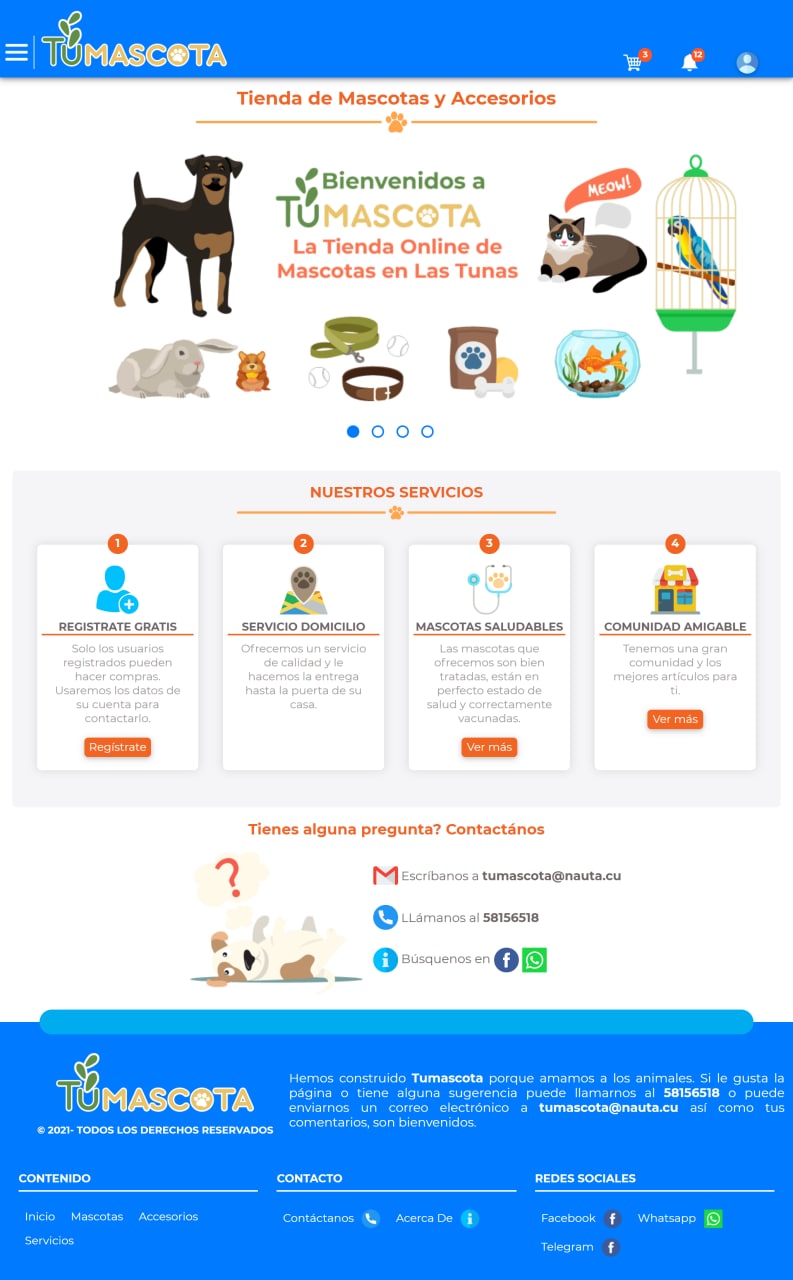 TUMASCOTA
3
12
Tienda de Mascotas y Accesorios
Bienvenidos a
TUMASCOTA
La Tienda Online de
Mascotas en Las Tunas
MEOW!
NUESTROS SERVICIOS
1
REGISTRATE GRATIS
Solo los usuarios
registrados pueden
hacer compras.
Usaremos los datos de
su cuenta para
contactarlo.
Regístrate
2
SERVICIO DOMICILIO
Ofrecemos un servicio
de calidad y le
hacemos la entrega
hasta la puerta de su
casa.
3
MASCOTAS SALUDABLES
Las mascotas que
ofrecemos son bien
tratadas, están en
perfecto estado de
salud y correctamente
vacunadas.
Ver más
4
COMUNIDAD AMIGABLE
Tenemos una gran
comunidad y los
mejores artículos para
ti.
Ver más
Tienes alguna pregunta? Contactános
?
Escríbanos a tumascota@nauta.cu
LLámanos al 58156518
Búsquenos en
TUMASCOTA
© 2021- TODOS LOS DERECHOS RESERVADOS
Hemos construido Tumascota porque amamos a los animales. Si le gusta la
página o tiene alguna sugerencia puede llamarnos al 58156518 o puede
enviarnos un correo electrónico a tumascota@nauta.cu así como tus
comentarios, son bienvenidos.
CONTENIDO
Inicio Mascotas Accesorios
Servicios
CONTACTO
Contáctanos Acerca De
REDES SOCIALES
Facebook Whatsapp
Telegram